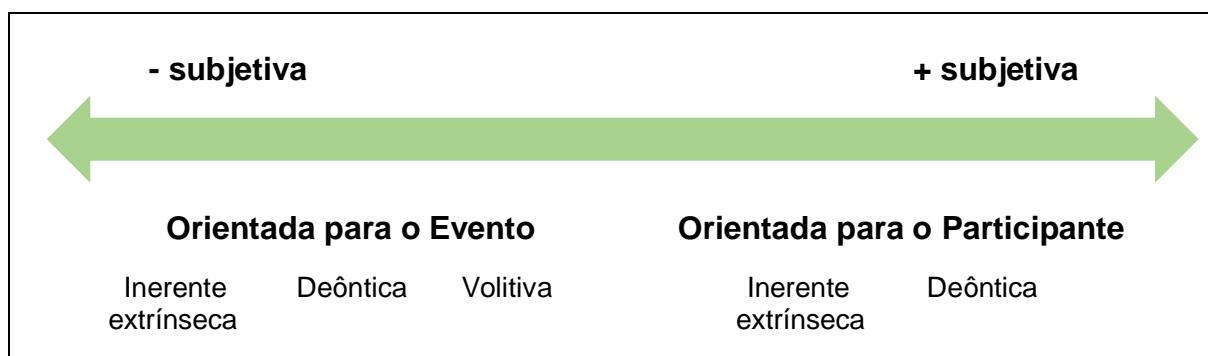 - subjetiva + subjetiva
Orientada para o Evento Orientada para o Participante
Inerente extrínseca Deôntica Volitiva Inerente extrínseca Deôntica